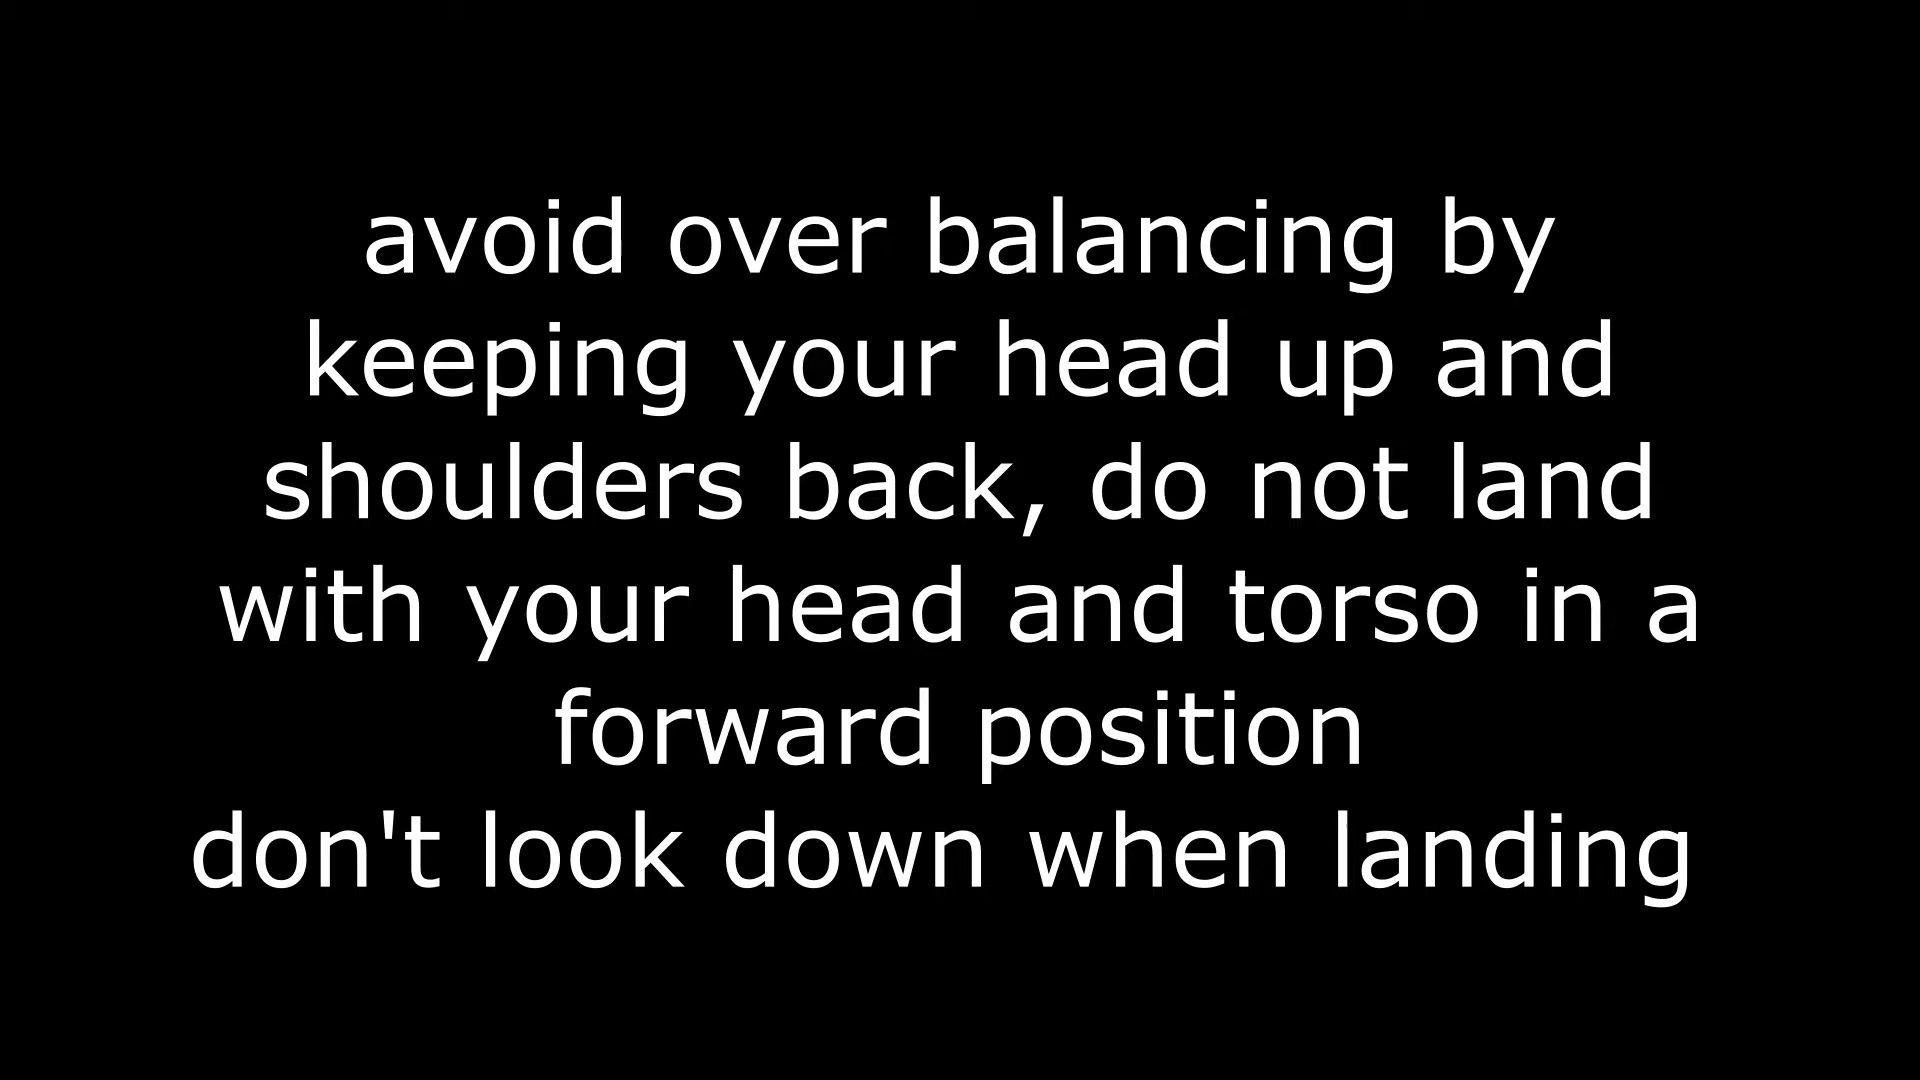 avoid over balancing by
keeping your head up and
shoulders back, do not land
with your head and torso in a
forward position
don't look down when landing